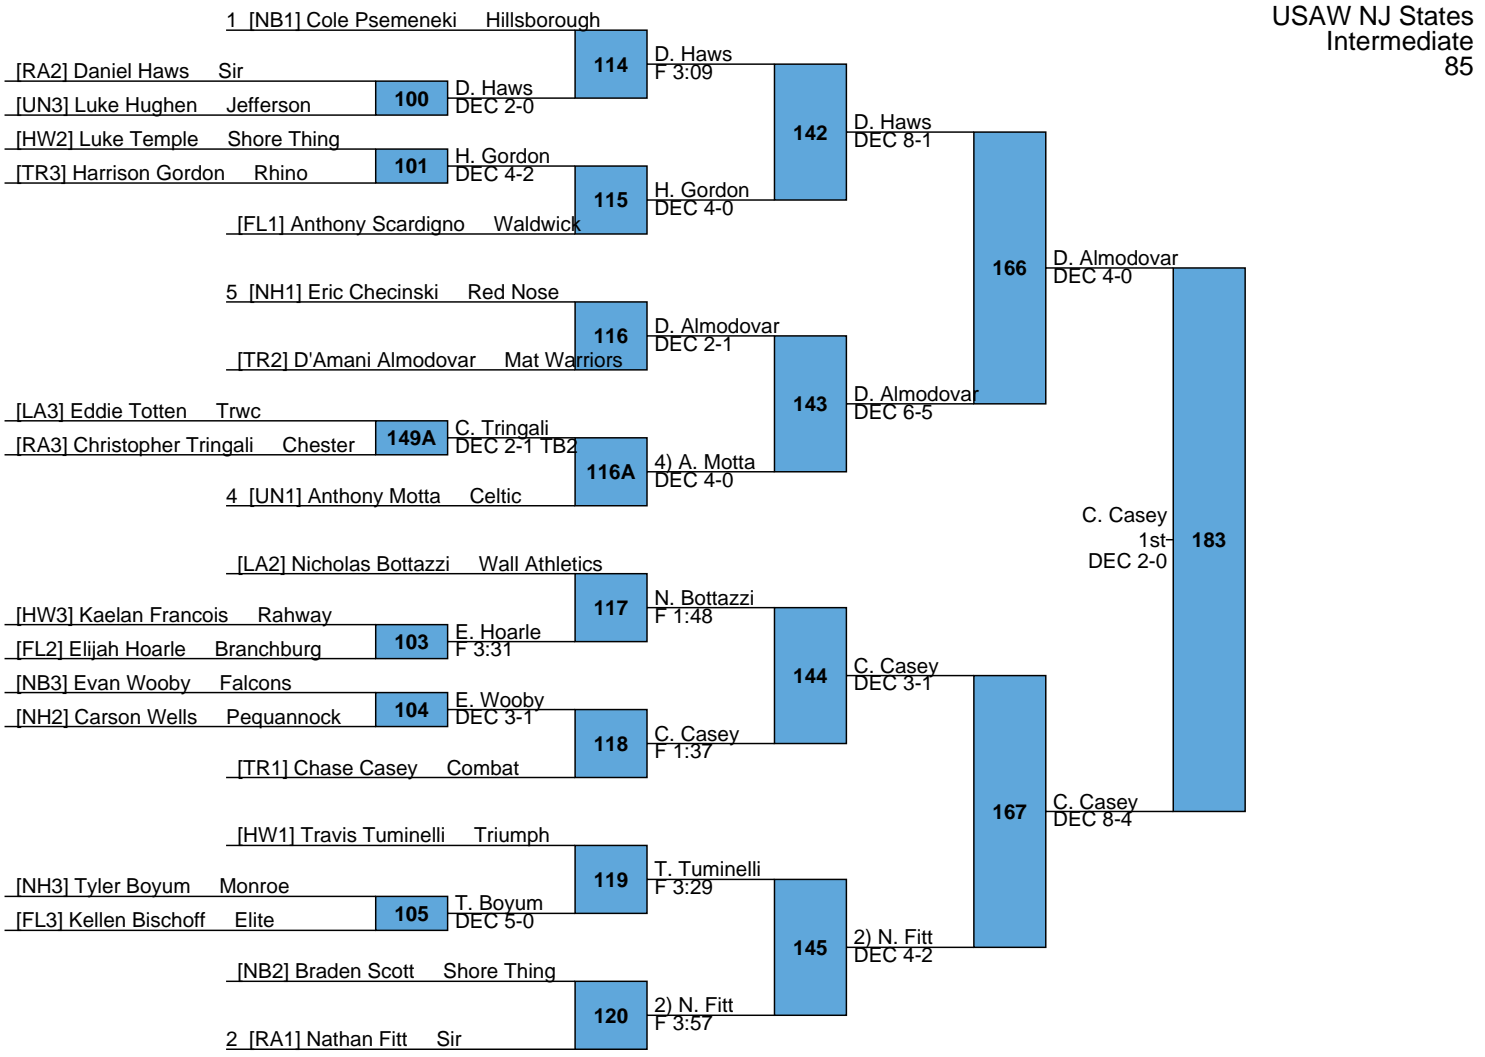 USAW NJ States
Intermediate
85
1 [NB1] Cole Psemeneki Hillsborough
114
D. Haws
F 3:09
[RA2] Daniel Haws Sir
100
D. Haws
DEC 2-0
[UN3] Luke Hughen Jefferson
142
D. Haws
DEC 8-1
[HW2] Luke Temple Shore Thing
101
H. Gordon
DEC 4-2
[TR3] Harrison Gordon Rhino
115
H. Gordon
DEC 4-0
[FL1] Anthony Scardigno Waldwick
166
D. Almodovar
DEC 4-0
5 [NH1] Eric Checinski Red Nose
116
D. Almodovar
DEC 2-1
[TR2] D'Amani Almodovar Mat Warriors
143
D. Almodovar
DEC 6-5
[LA3] Eddie Totten Trwc
149A
C. Tringali
DEC 2-1 TB2
[RA3] Christopher Tringali Chester
116A
4) A. Motta
DEC 4-0
4 [UN1] Anthony Motta Celtic
C. Casey
1st
DEC 2-0
183
[LA2] Nicholas Bottazzi Wall Athletics
117
N. Bottazzi
F 1:48
[HW3] Kaelan Francois Rahway
103
E. Hoarle
F 3:31
[FL2] Elijah Hoarle Branchburg
144
C. Casey
DEC 3-1
[NB3] Evan Wooby Falcons
104
E. Wooby
DEC 3-1
[NH2] Carson Wells Pequannock
118
C. Casey
F 1:37
[TR1] Chase Casey Combat
167
C. Casey
DEC 8-4
[HW1] Travis Tuminelli Triumph
119
T. Tuminelli
F 3:29
[NH3] Tyler Boyum Monroe
105
T. Boyum
DEC 5-0
[FL3] Kellen Bischoff Elite
145
2) N. Fitt
DEC 4-2
[NB2] Braden Scott Shore Thing
120
2) N. Fitt
F 3:57
2 [RA1] Nathan Fitt Sir